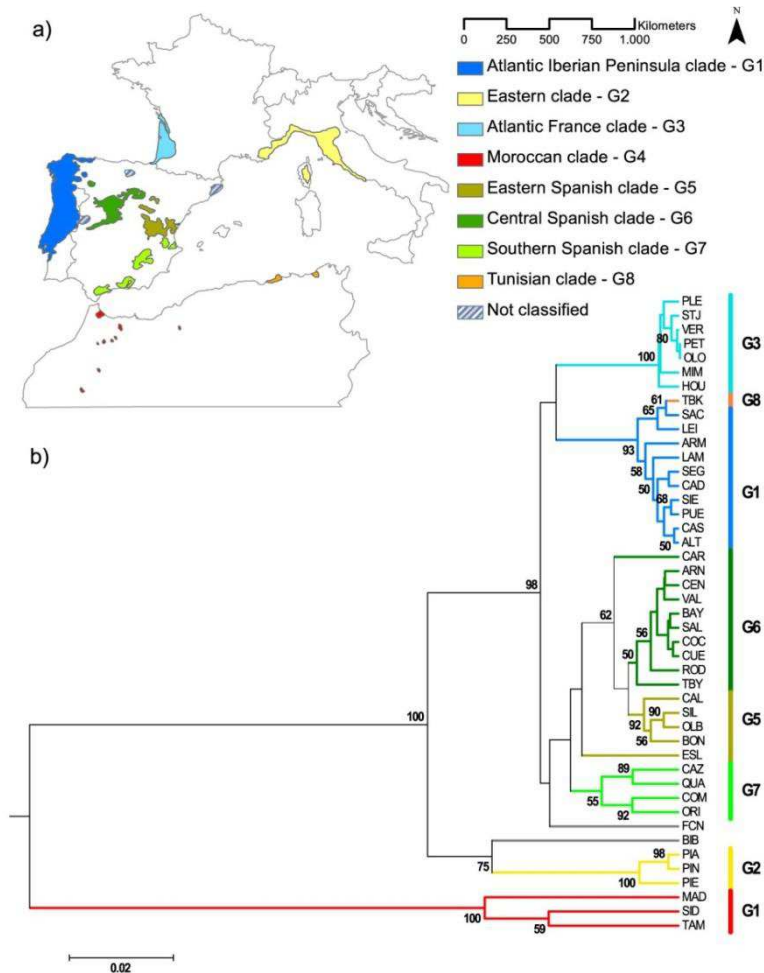 a)
N
Kilometers
0 250 500 750 1.000
Atlantic Iberian Peninsula clade - G1
Eastern clade - G2
Atlantic France clade - G3
Moroccan clade - G4
Eastern Spanish clade - G5
Central Spanish clade - G6
Southern Spanish clade - G7
Tunisian clade - G8
Not classified
b)
PLE
STJ
VER
80 PET
G3
100 OLO
MIM
HOU
61 TBK
G8
65 SAC
LEI
93 ARM
LAM
58 SEG
G1
50 CAD
68 SIE
PUE
CAS
50 ALT
CAR
98
ARN
CEN
VAL
BAY
62
56 SAL
G6
COC
50 CUE
ROD
TBY
CAL
90 SIL
92 OLB
G5
56 BON
ESL
89 CAZ
QUA
G7
55 COM
92 ORI
FCN
100
BIB
98 PIA
75 PIN
G2
100 PIE
MAD
100 SID
G1
59 TAM
0.02